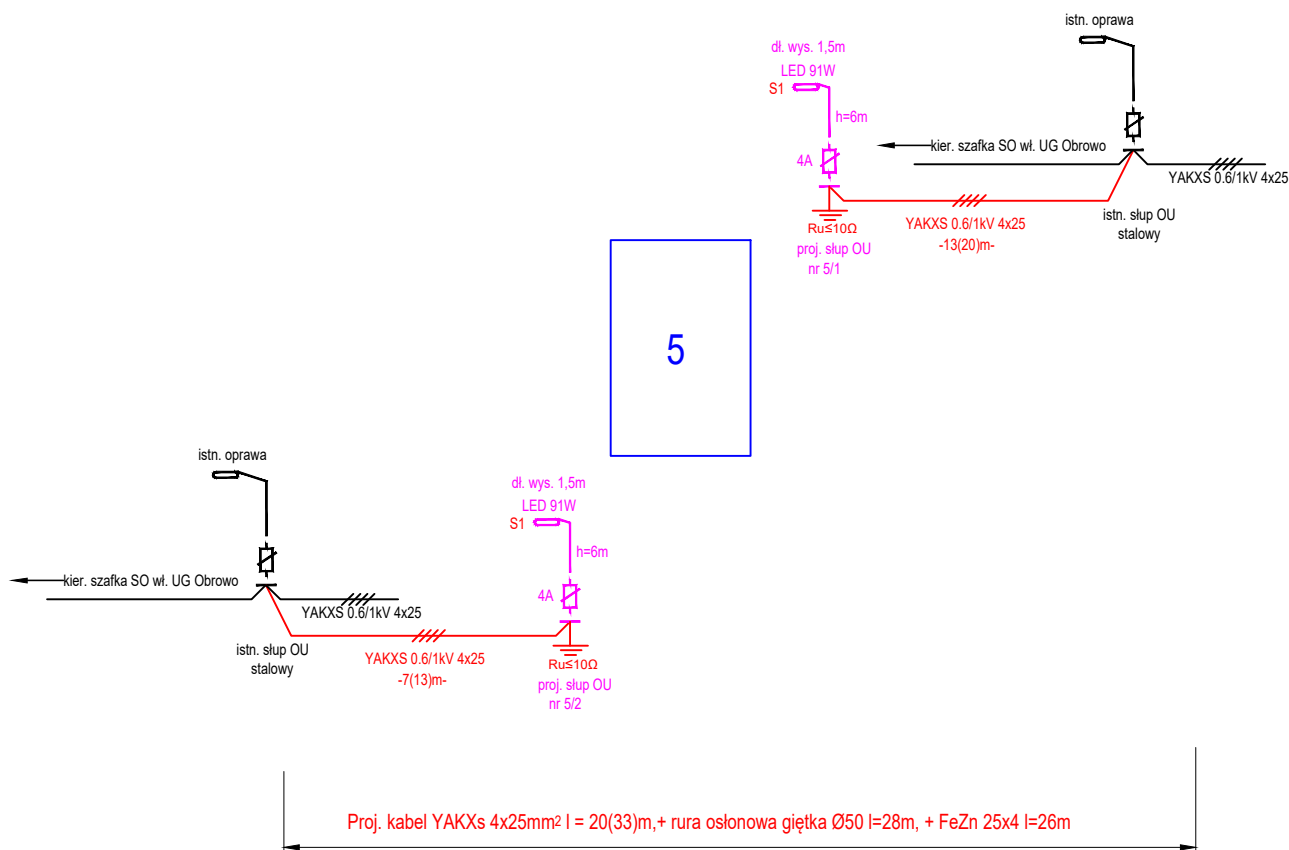 istn. oprawa
dł. wys. 1,5m
LED 91W
S1
h=6m
4A
kier. szafka SO wł. UG Obrowo
YAKXS 0.6/1kV 4x25
istn. słup OU
stalowy
YAKXS 0.6/1kV 4x25
-13(20)m-
Ru≤10Ω
proj. słup OU
nr 5/1
5
istn. oprawa
dł. wys. 1,5m
LED 91W
S1
h=6m
4A
kier. szafka SO wł. UG Obrowo
YAKXS 0.6/1kV 4x25
istn. słup OU
stalowy
YAKXS 0.6/1kV 4x25
-7(13)m-
Ru≤10Ω
proj. słup OU
nr 5/2
Proj. kabel YAKXs 4x25mm² l = 20(33)m,+ rura osłonowa giętka Ø50 l=28m, + FeZn 25x4 l=26m